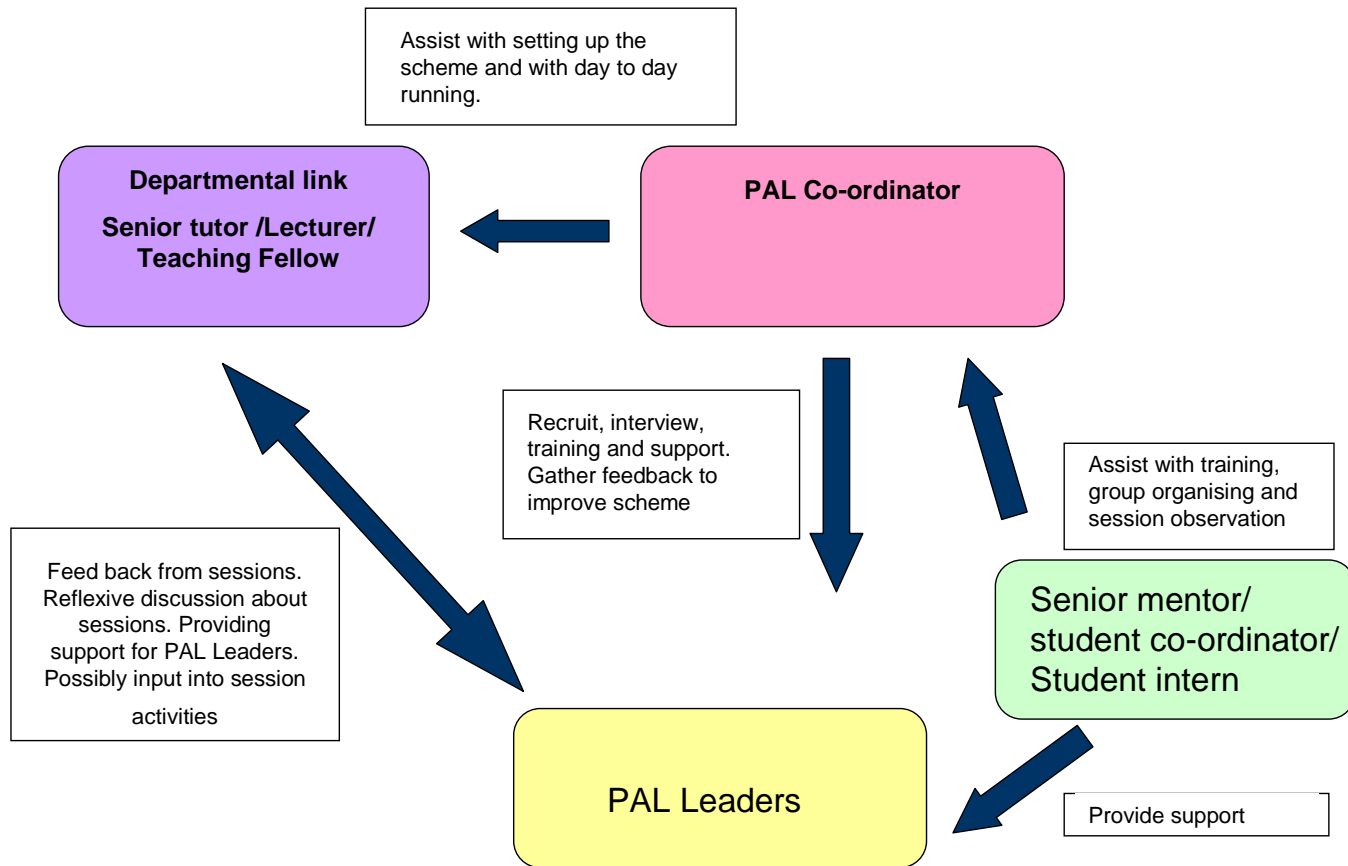 Assist with setting up the
scheme and with day to day
running.
Departmental link
Senior tutor /Lecturer/
Teaching Fellow
PAL Co-ordinator
Recruit, interview,
training and support.
Gather feedback to
improve scheme
Assist with training,
group organising and
session observation
Feed back from sessions.
Reflexive discussion about
sessions. Providing
support for PAL Leaders.
Possibly input into session
activities
Senior mentor/
student co-ordinator/
Student intern
PAL Leaders
Provide support